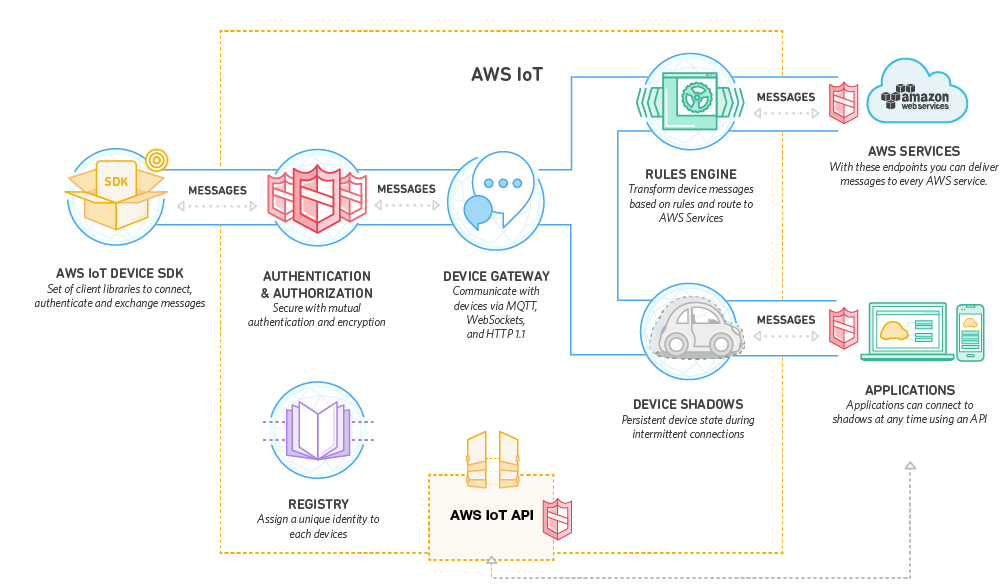 AWS IoT
SDK
MESSAGES
AWS IoT DEVICE SDK
Set of client libraries to connect,
authenticate and exchange messages
AUTHENTICATION
& AUTHORIZATION
Secure with mutual
authentication and encryption
MESSAGES
DEVICE GATEWAY
Communicate with
devices via MQTT,
WebSockets,
and HTTP 1.1
RULES ENGINE
Transform device messages
based on rules and route to
AWS Services
MESSAGES
amazon
web services
AWS SERVICES
With these endpoints you can deliver
messages to every AWS service.
DEVICE SHADOWS
Persistent device state during
intermittent connections
MESSAGES
APPLICATIONS
Applications can connect to
shadows at any time using an API
REGISTRY
Assign a unique identity to
each devices
AWS IoT API